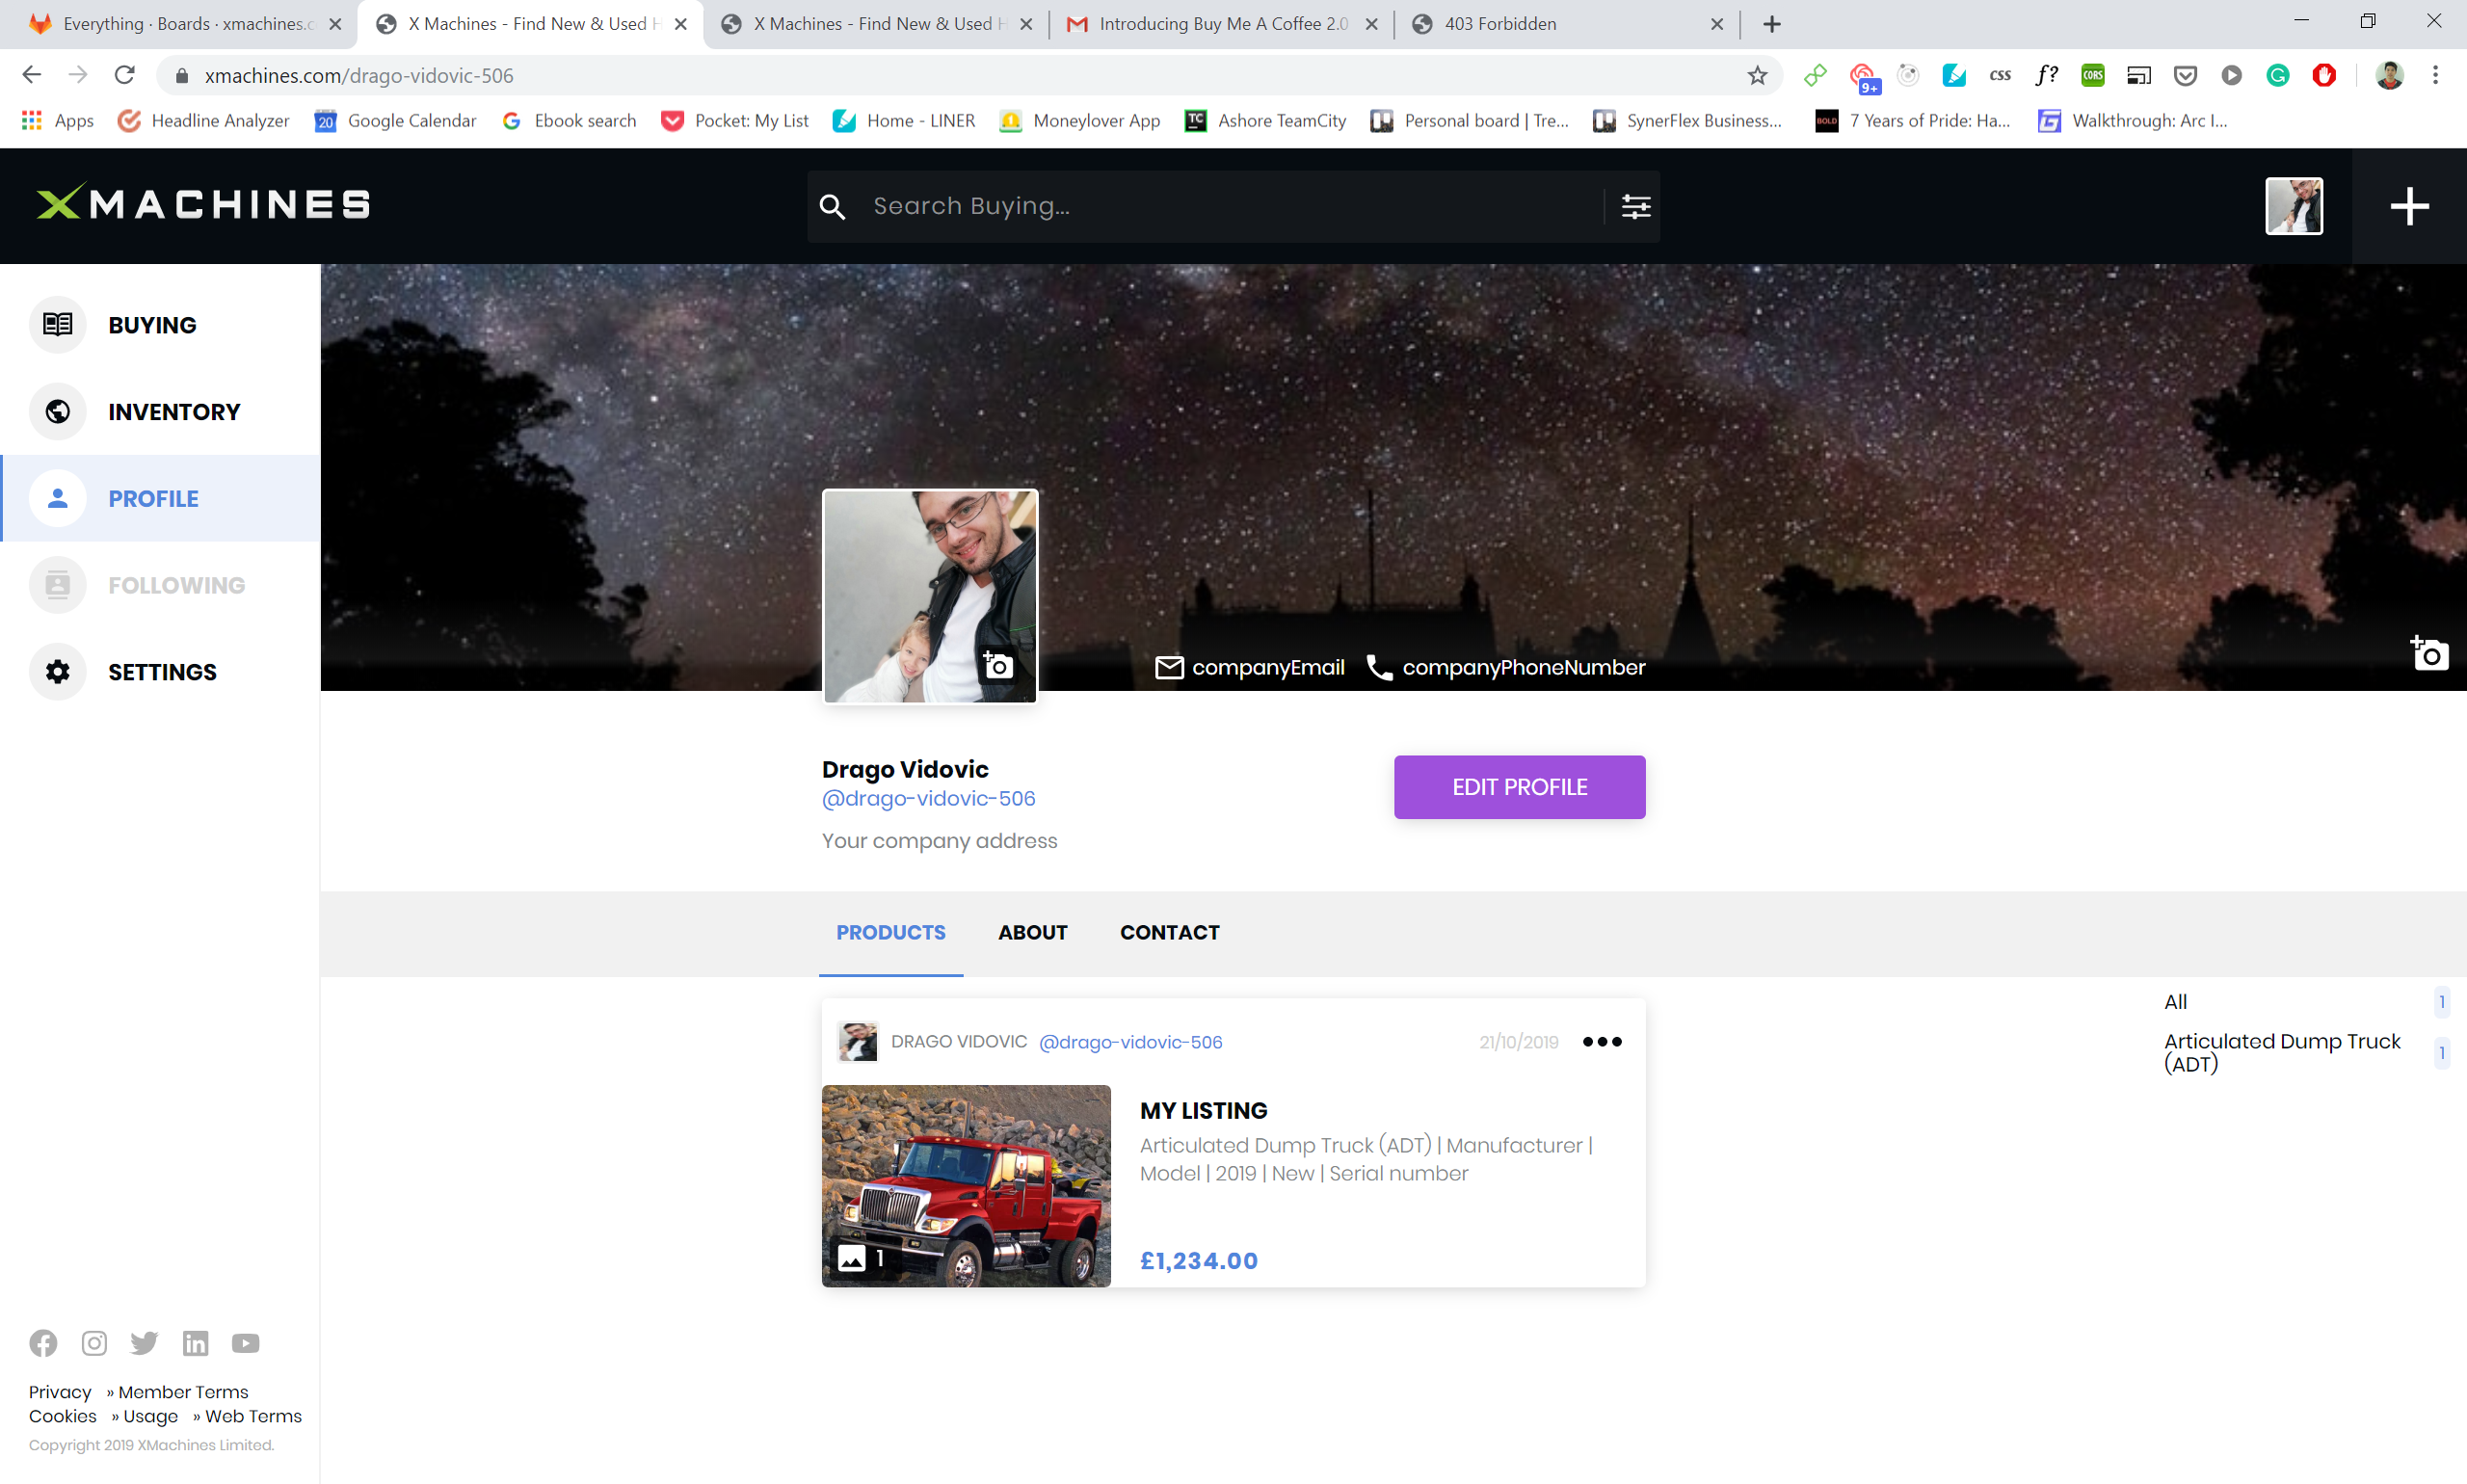 Everything · Boards · xmachines.c
X Machines - Find New & Used H
X Machines - Find New & Used H
Introducing Buy Me A Coffee 2.0
403 Forbidden
xmachines.com/drago-vidovic-506
9+
css
f?
CORS
Apps
Headline Analyzer
20
Google Calendar
Ebook search
Pocket: My List
Home - LINER
Moneylover App
TC
Ashore TeamCity
Personal board | Tre...
SynerFlex Business...
BOLD
7 Years of Pride: Ha...
Walkthrough: Arc I...
XMACHINES
Search Buying...
BUYING
INVENTORY
PROFILE
FOLLOWING
SETTINGS
companyEmail
companyPhoneNumber
Drago Vidovic
@drago-vidovic-506
Your company address
EDIT PROFILE
PRODUCTS
ABOUT
CONTACT
DRAGO VIDOVIC @drago-vidovic-506
21/10/2019
MY LISTING
Articulated Dump Truck (ADT) | Manufacturer |
Model | 2019 | New | Serial number
£1,234.00
1
All
1
Articulated Dump Truck
(ADT)
1
Privacy » Member Terms
Cookies » Usage » Web Terms
Copyright 2019 XMachines Limited.